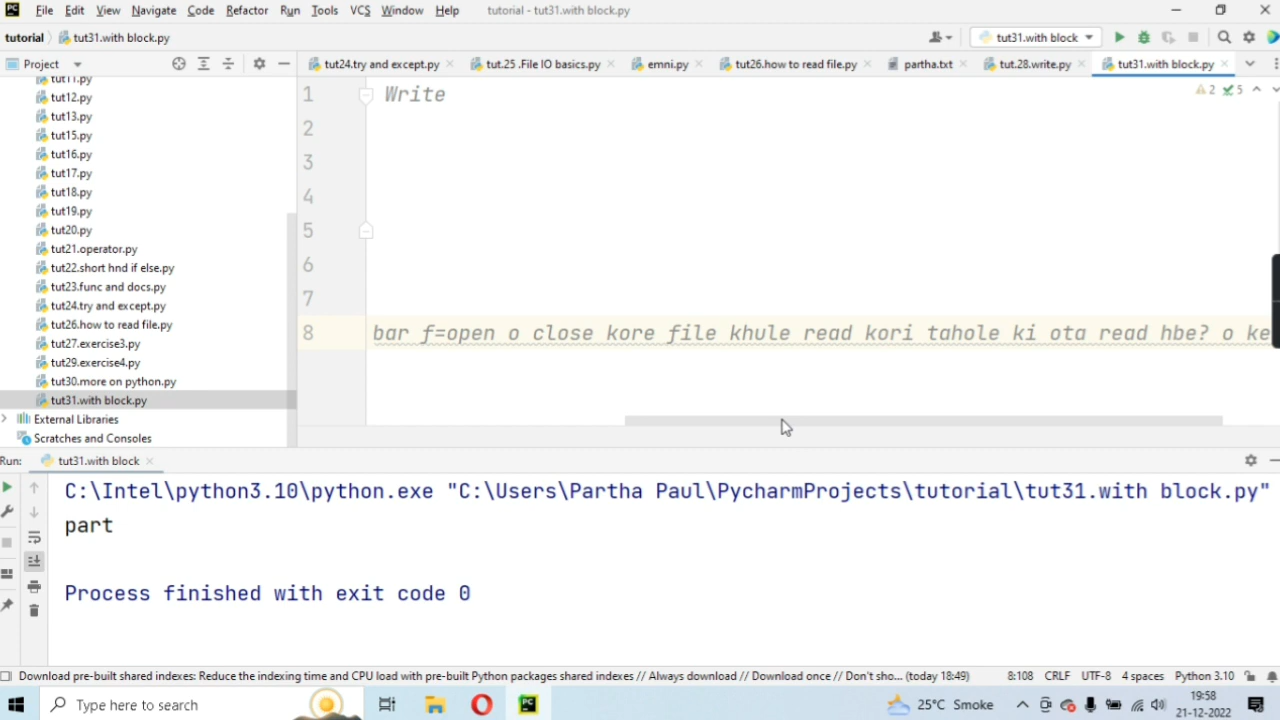 File Edit View Navigate Code Refactor Run Tools VCS Window Help tutorial - tut31.with block.py
tutorial tut31.with block.py tut31.with block
Project tut24.try and except.py tut.25 .File IO basics.py emni.py tut26.how to read file.py partha.txt tut.28.write.py tut31.with block.py
tut11.py
tut12.py
tut13.py
tut15.py
tut16.py
tut17.py
tut18.py
tut19.py
tut20.py
tut21.operator.py
tut22.short hnd if else.py
tut23.func and docs.py
tut24.try and except.py
tut26.how to read file.py
tut27.exercise3.py
tut29.exercise4.py
tut30.more on python.py
tut31.with block.py
External Libraries
Scratches and Consoles
1 Write
2 5
2
3
4
5
6
7
8 bar f=open o close kore file khule read kori tahole ki ota read hbe? o ke
Run: tut31.with block
C:\Intel\python3.10\python.exe "C:\Users\Partha Paul\PycharmProjects\tutorial\tut31.with block.py"
part
Process finished with exit code 0
Download pre-built shared indexes: Reduce the indexing time and CPU load with pre-built Python packages shared indexes // Always download // Download once // Don't sho... (today 18:49) 8:108 CRLF UTF-8 4 spaces Python 3.10
Type here to search 25°C Smoke 19:58
21-12-2022